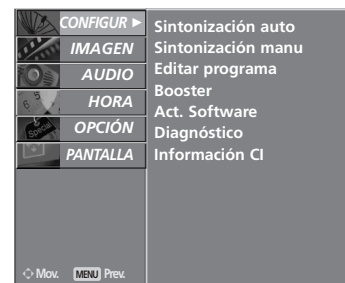 CONFIGUR ►
IMAGEN
AUDIO
HORA
OPCIÓN
PANTALLA
Sintonización auto
Sintonización manu
Editar programa
Booster
Act. Software
Diagnóstico
Información CI
Mov. MENU Prev.